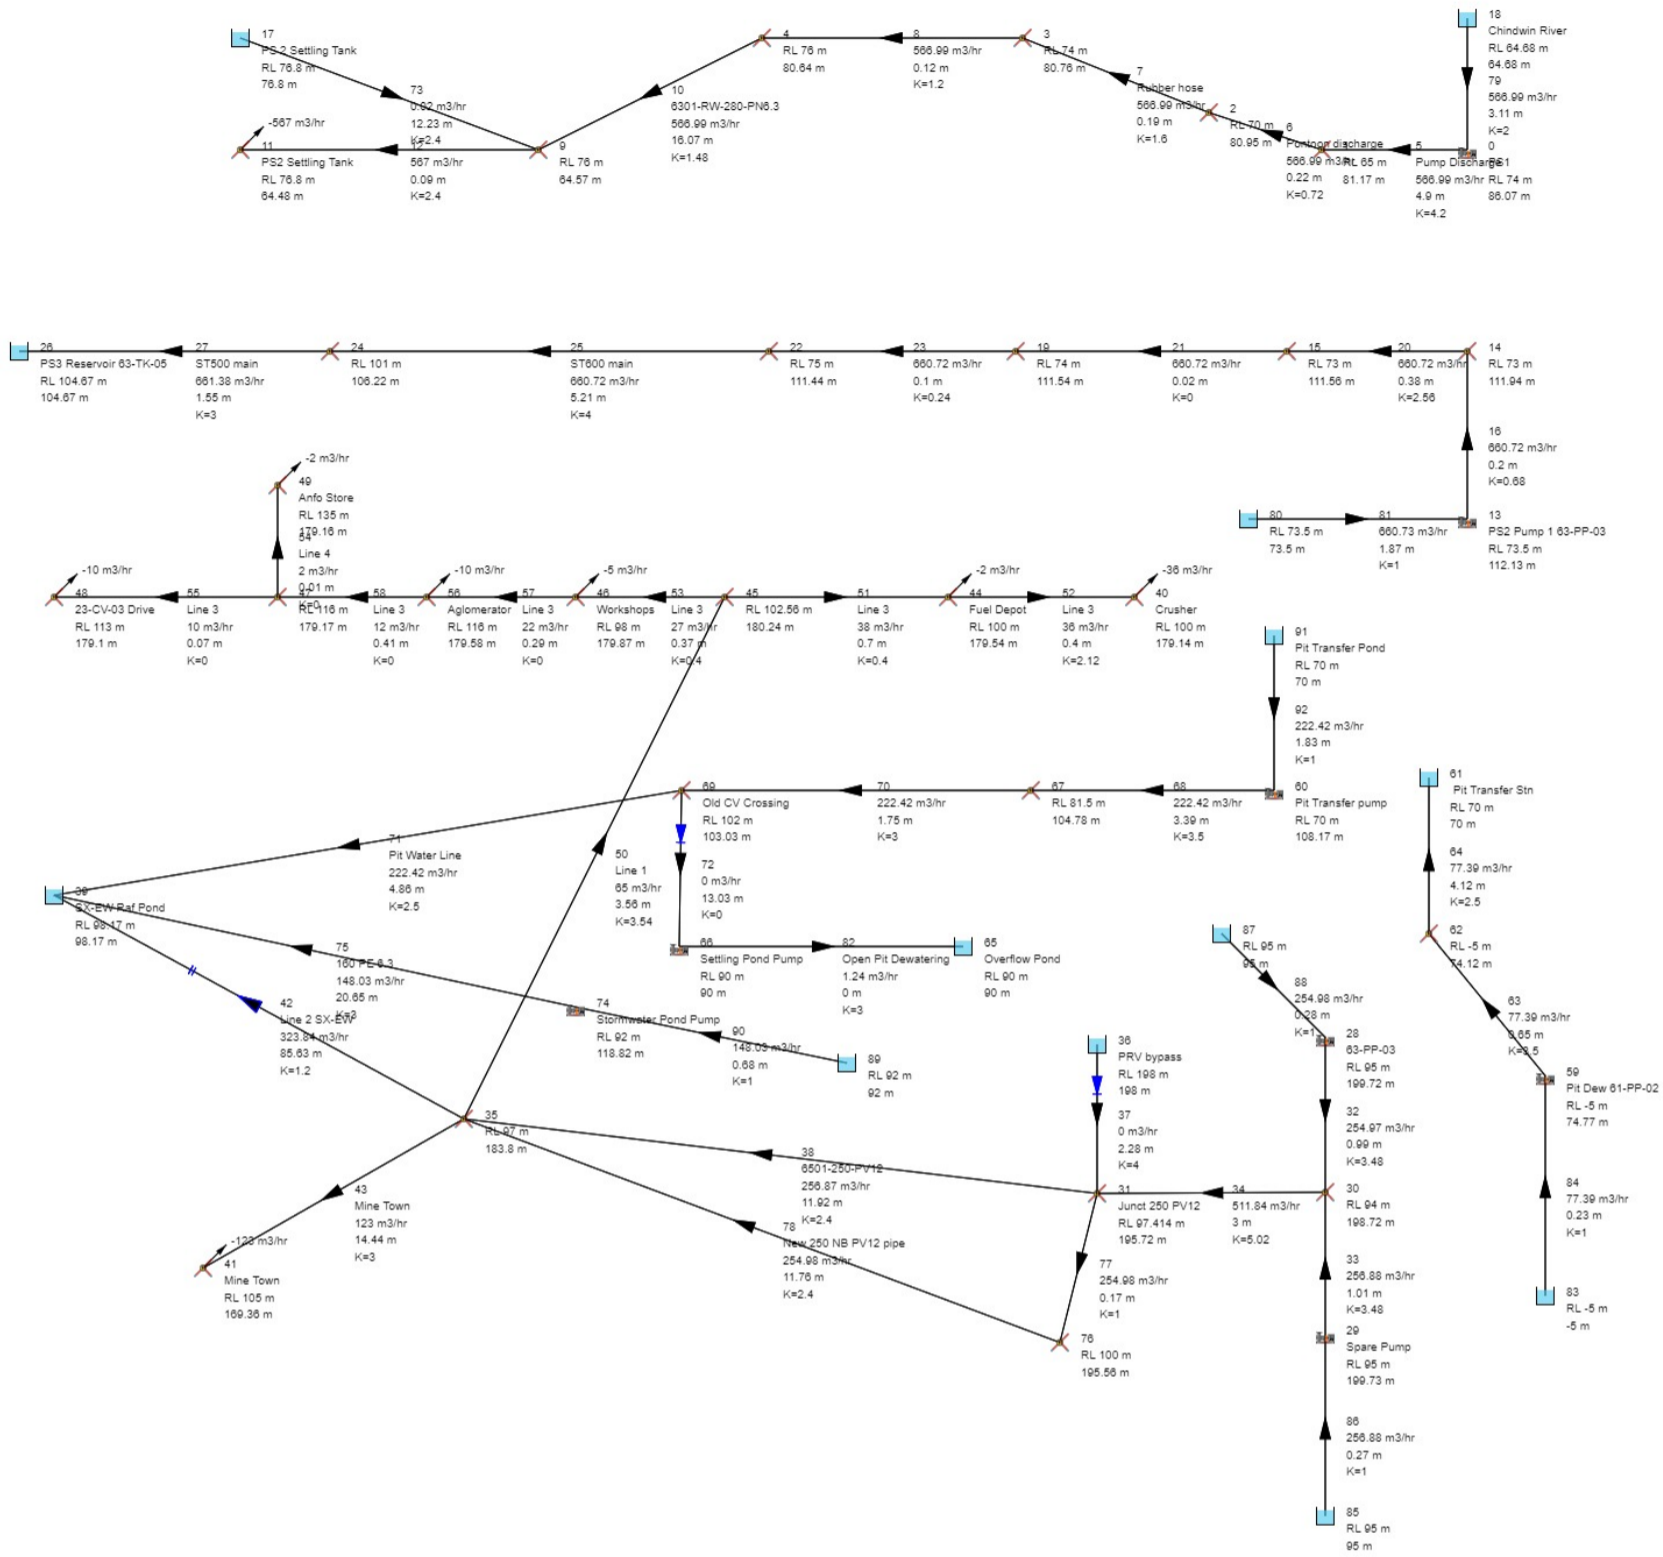 17
PS 2 Settling Tank
RL 76.8 m
76.8 m
73
0.02 m3/hr
12.23 m
K=2.4
4
RL 76 m
80.64 m
8
566.99 m3/hr
0.12 m
K=1.2
3
RL 74 m
80.76 m
7
Rubber hose
566.99 m3/hr
0.19 m
K=1.6
18
Chindwin River
RL 64.68 m
64.68 m
79
566.99 m3/hr
3.11 m
K=2
10
6301-RW-280-PN6.3
566.99 m3/hr
16.07 m
K=1.48
2
RL 70 m
80.95 m
6
Pontoon discharge
566.99 m3/hr
0.22 m
K=0.72
-567 m3/hr
11
PS2 Settling Tank
RL 76.8 m
64.48 m
12
567 m3/hr
0.09 m
K=2.4
9
RL 76 m
64.57 m
RL 65 m
81.17 m
5
Pump Discharge
566.99 m3/hr
4.9 m
K=4.2
0
PS1
RL 74 m
86.07 m
26
PS3 Reservoir 63-TK-05
RL 104.67 m
104.67 m
27
ST500 main
661.38 m3/hr
1.55 m
K=3
24
RL 101 m
106.22 m
25
ST600 main
660.72 m3/hr
5.21 m
K=4
22
RL 75 m
111.44 m
23
660.72 m3/hr
0.1 m
K=0.24
19
RL 74 m
111.54 m
21
660.72 m3/hr
0.02 m
K=0
15
RL 73 m
111.56 m
20
660.72 m3/hr
0.38 m
K=2.56
14
RL 73 m
111.94 m
16
660.72 m3/hr
0.2 m
K=0.68
80
RL 73.5 m
73.5 m
81
660.73 m3/hr
1.87 m
K=1
13
PS2 Pump 1 63-PP-03
RL 73.5 m
112.13 m
-2 m3/hr
49
Anfo Store
RL 135 m
179.16 m
54
Line 4
2 m3/hr
0.01 m
K=0
-10 m3/hr
48
23-CV-03 Drive
RL 113 m
179.1 m
55
Line 3
10 m3/hr
0.07 m
K=0
47
RL 116 m
179.17 m
58
Line 3
12 m3/hr
0.41 m
K=0
-10 m3/hr
56
Aglomerator
RL 116 m
179.58 m
57
Line 3
22 m3/hr
0.29 m
K=0
-5 m3/hr
46
Workshops
RL 98 m
179.87 m
53
Line 3
27 m3/hr
0.37 m
K=0.4
45
RL 102.56 m
180.24 m
51
Line 3
38 m3/hr
0.7 m
K=0.4
-2 m3/hr
44
Fuel Depot
RL 100 m
179.54 m
52
Line 3
36 m3/hr
0.4 m
K=2.12
-36 m3/hr
40
Crusher
RL 100 m
179.14 m
91
Pit Transfer Pond
RL 70 m
70 m
92
222.42 m3/hr
1.83 m
K=1
60
Pit Transfer pump
RL 70 m
108.17 m
68
222.42 m3/hr
3.39 m
K=3.5
67
RL 81.5 m
104.78 m
70
222.42 m3/hr
1.75 m
K=3
69
Old CV Crossing
RL 102 m
103.03 m
72
0 m3/hr
13.03 m
K=0
66
Settling Pond Pump
RL 90 m
90 m
82
Open Pit Dewatering
1.24 m3/hr
0 m
K=3
65
Overflow Pond
RL 90 m
90 m
61
Pit Transfer Stn
RL 70 m
70 m
64
77.39 m3/hr
4.12 m
K=2.5
62
RL -5 m
74.12 m
63
77.39 m3/hr
0.65 m
K=3.5
59
Pit Dew 61-PP-02
RL -5 m
74.77 m
84
77.39 m3/hr
0.23 m
K=1
83
RL -5 m
-5 m
71
Pit Water Line
222.42 m3/hr
4.86 m
K=2.5
50
Line 1
65 m3/hr
3.56 m
K=3.54
39
SX-EW Raf Pond
RL 98.17 m
98.17 m
75
160 PE 6.3
148.03 m3/hr
20.65 m
K=3
42
Line 2 SX-EW
323.84 m3/hr
85.63 m
K=1.2
74
Stormwater Pond Pump
RL 92 m
118.82 m
90
148.03 m3/hr
0.68 m
K=1
89
RL 92 m
92 m
87
RL 95 m
95 m
88
254.98 m3/hr
0.28 m
K=1
28
63-PP-03
RL 95 m
199.72 m
32
254.97 m3/hr
0.99 m
K=3.48
36
PRV bypass
RL 198 m
198 m
37
0 m3/hr
2.28 m
K=4
35
RL 97 m
183.8 m
38
6501-250-PV12
256.87 m3/hr
11.92 m
K=2.4
31
Junct 250 PV12
RL 97.414 m
195.72 m
34
511.84 m3/hr
3 m
K=5.02
30
RL 94 m
198.72 m
43
Mine Town
123 m3/hr
14.44 m
K=3
-123 m3/hr
41
Mine Town
RL 105 m
169.36 m
78
New 250 NB PV12 pipe
254.98 m3/hr
11.76 m
K=2.4
77
254.98 m3/hr
0.17 m
K=1
76
RL 100 m
195.56 m
33
256.88 m3/hr
1.01 m
K=3.48
29
Spare Pump
RL 95 m
199.73 m
86
256.88 m3/hr
0.27 m
K=1
85
RL 95 m
95 m